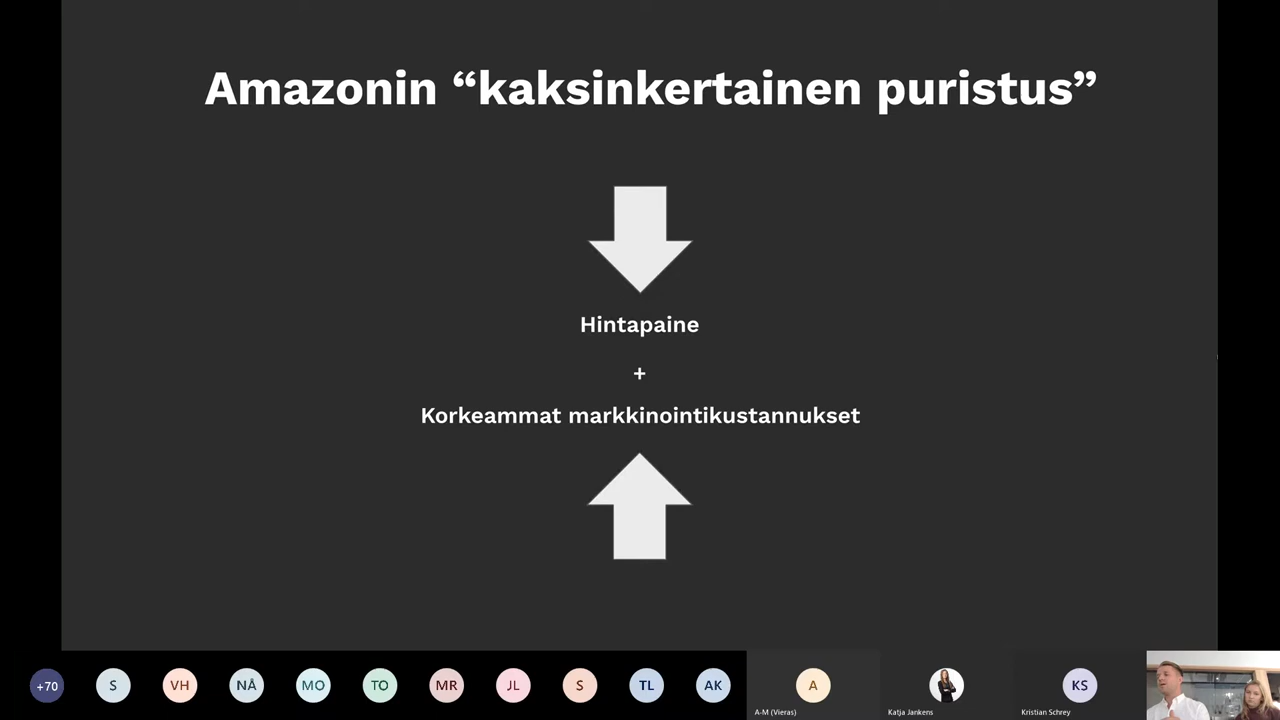 Amazonin “kaksinkertainen puristus”
Hintapaine
+
Korkeammat markkinointikustannukset
+70
S
VH
NÅ
MO
TO
MR
JL
S
TL
AK
A
KS
A-M (Vieras)
Katja Jankens
Kristian Schrey